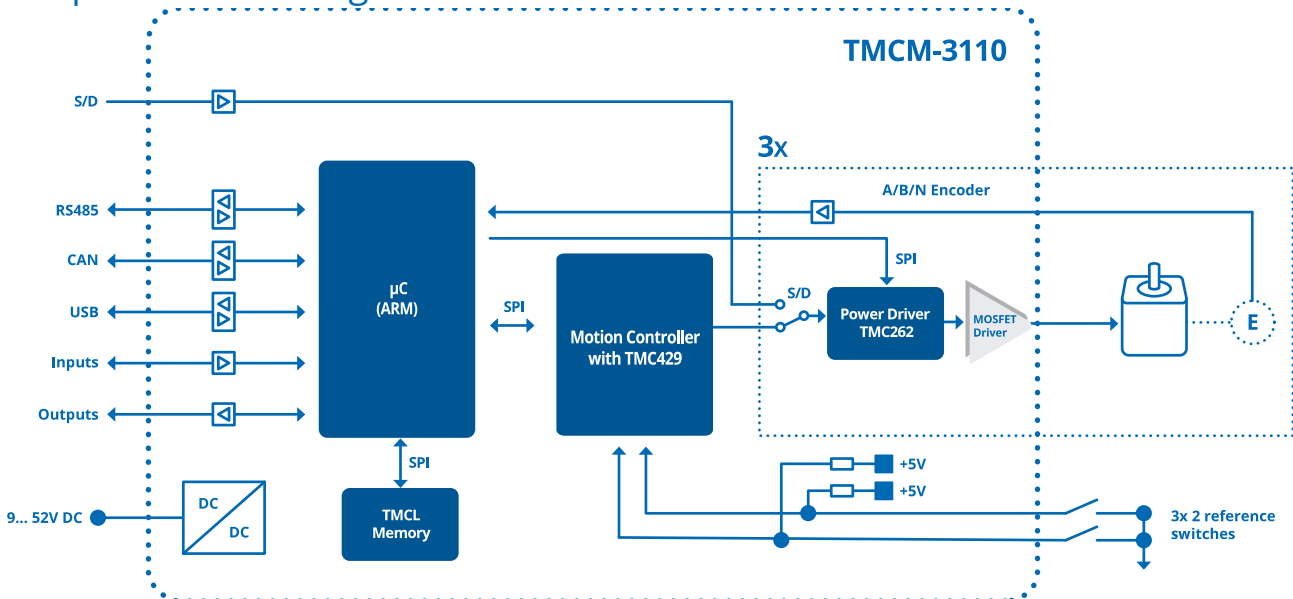 TMCM-3110
S/D
3x
A/B/N Encoder
RS485
CAN
USB
Inputs
Outputs
µC
(ARM)
SPI
SPI
S/D
Motion Controller
with TMC429
Power Driver
TMC262
MOSFET
Driver
E
SPI
TMCL
Memory
+5V
+5V
9... 52V DC
DC
DC
3x 2 reference
switches